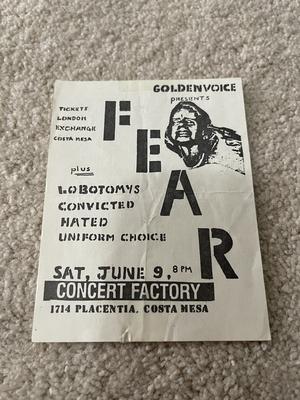 GOLDENVOICE
PRESENTS
TICKETS
LONDON
EXCHANGE
COSTA MESA
FEAR
plus
LOBOTOMYS
CONVICTED
HATED
UNIFORM CHOICE
SAT, JUNE 9, 8 PM
CONCERT FACTORY
1714 PLACENTIA, COSTA MESA